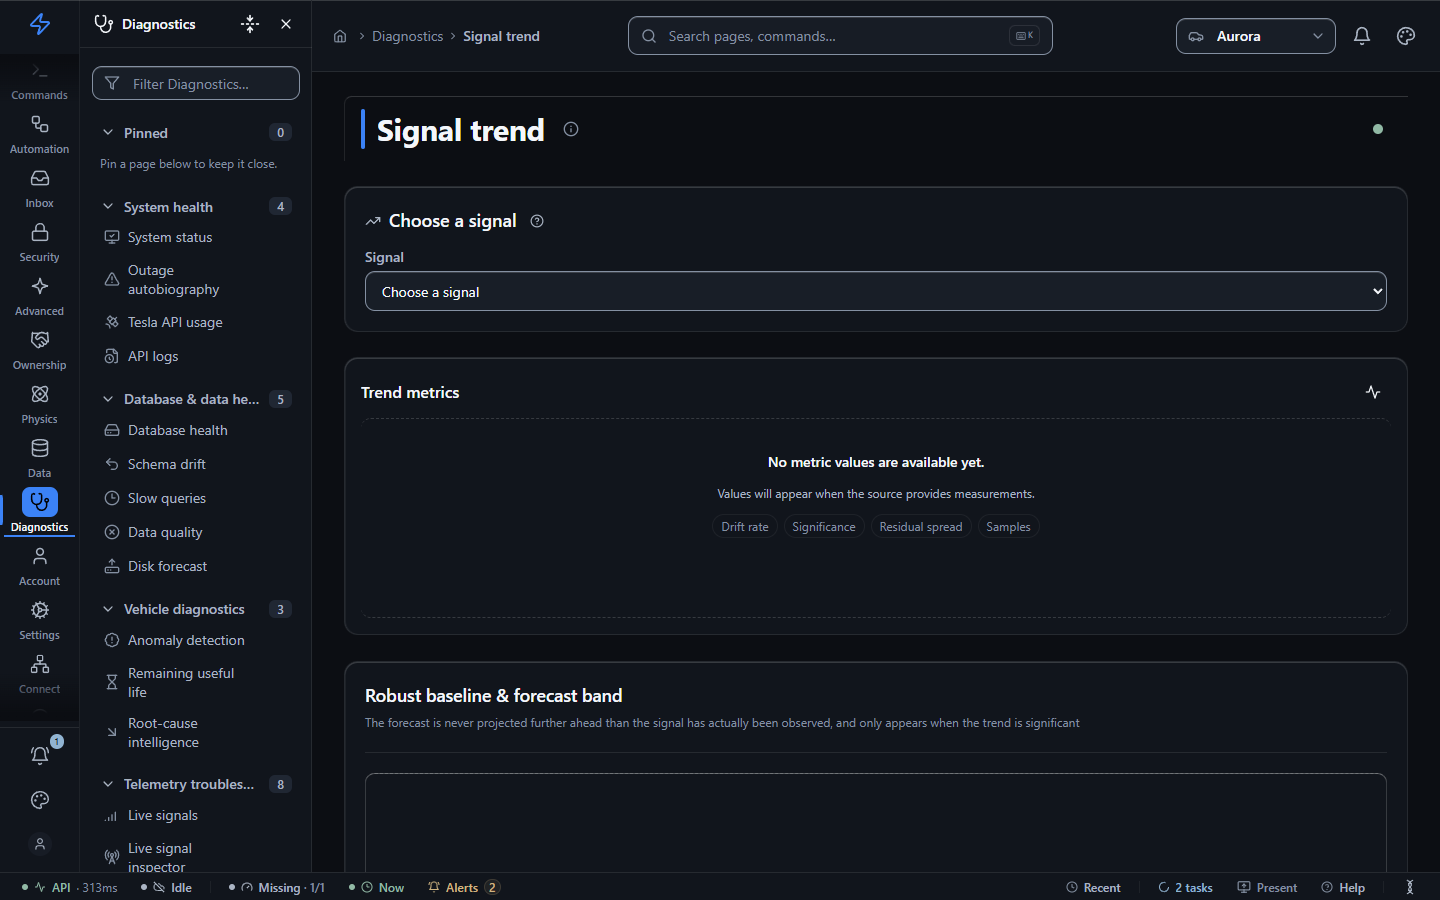 Commands
Automation
Inbox
Security
Advanced
Ownership
Physics
Data
Diagnostics
Account
Settings
Connect
1
Diagnostics
Filter Diagnostics...
Pinned 0
Pin a page below to keep it close.
System health 4
System status
Outage
autobiography
Tesla API usage
API logs
Database & data he... 5
Database health
Schema drift
Slow queries
Data quality
Disk forecast
Vehicle diagnostics 3
Anomaly detection
Remaining useful
life
Root-cause
intelligence
Telemetry troubles... 8
Live signals
Live signal
inspector
Diagnostics Signal trend
Search pages, commands... K
Aurora
Signal trend
Choose a signal
Signal
Choose a signal
Trend metrics
No metric values are available yet.
Values will appear when the source provides measurements.
Drift rate Significance Residual spread Samples
Robust baseline & forecast band
The forecast is never projected further ahead than the signal has actually been observed, and only appears when the trend is significant
API · 313ms Idle Missing · 1/1 Now Alerts 2 Recent 2 tasks Present Help